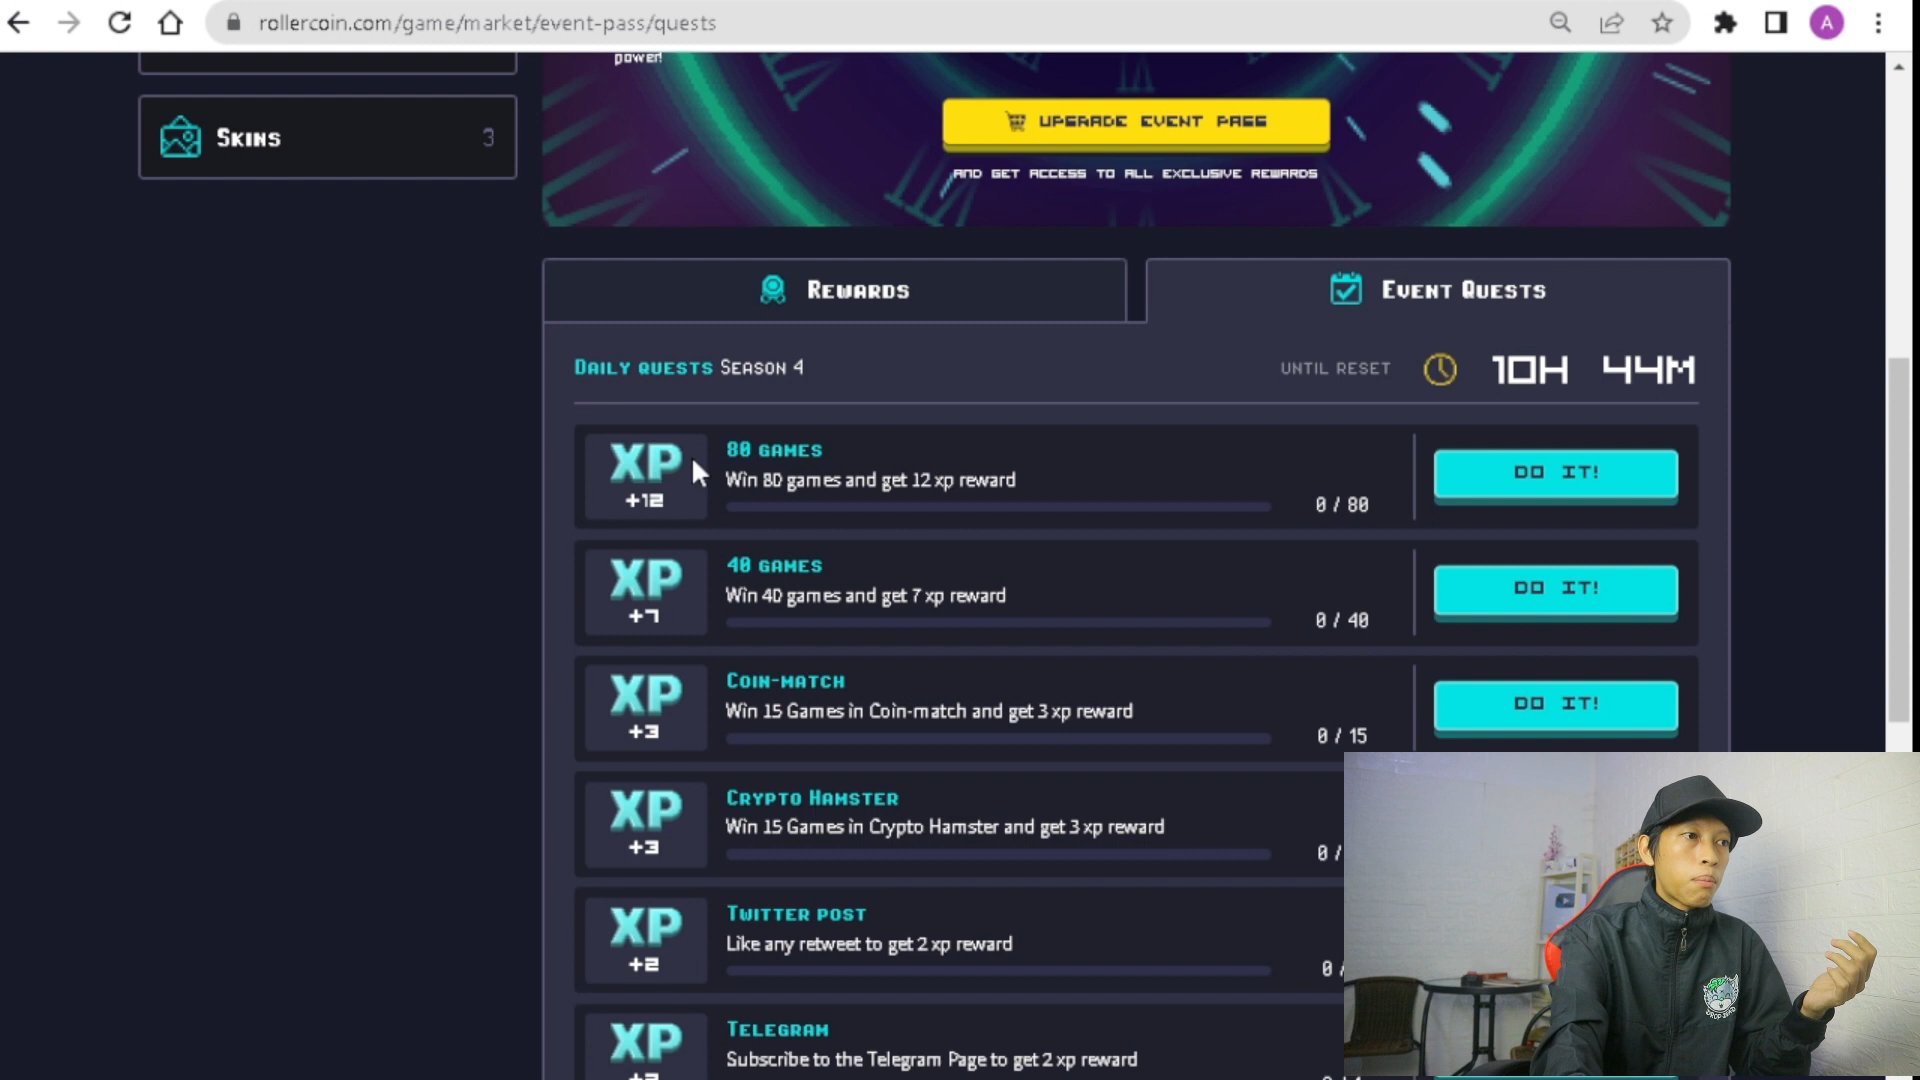 rollercoin.com/game/market/event-pass/quests
A
power!
Skins
3
UPGRADE EVENT PASS
AND GET ACCESS TO ALL EXCLUSIVE REWARDS
Rewards
Event Quests
Daily quests Season 4
UNTIL RESET
10H 44M
XP
+12
80 games
Win 80 games and get 12 xp reward
0 / 80
DO IT!
XP
+7
40 games
Win 40 games and get 7 xp reward
0 / 40
DO IT!
XP
+3
Coin-match
Win 15 Games in Coin-match and get 3 xp reward
0 / 15
DO IT!
XP
+3
Crypto Hamster
Win 15 Games in Crypto Hamster and get 3 xp reward
0 /
XP
+2
Twitter post
Like any retweet to get 2 xp reward
0 /
XP
Telegram
Subscribe to the Telegram Page to get 2 xp reward